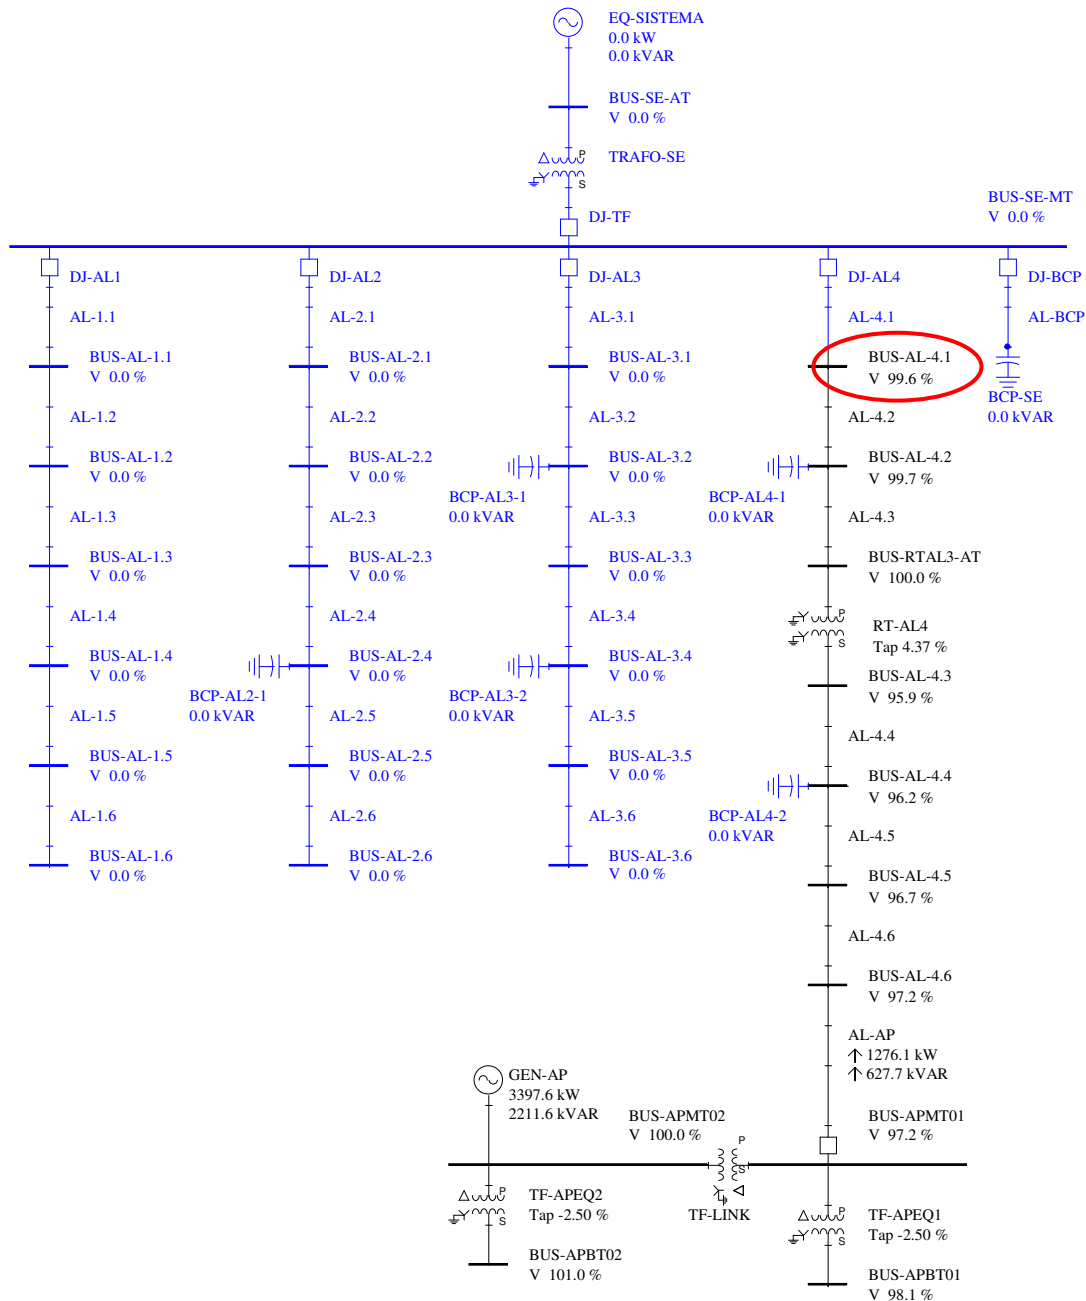 EQ-SISTEMA
0.0 kW
0.0 kVAR
BUS-SE-AT
V 0.0 %
P
TRAFO-SE
S
DJ-TF
BUS-SE-MT
V 0.0 %
DJ-AL1
DJ-AL2
DJ-AL3
DJ-AL4
DJ-BCP
AL-1.1
AL-2.1
AL-3.1
AL-4.1
AL-BCP
BUS-AL-1.1
V 0.0 %
BUS-AL-2.1
V 0.0 %
BUS-AL-3.1
V 0.0 %
BUS-AL-4.1
V 99.6 %
BCP-SE
0.0 kVAR
AL-1.2
AL-2.2
AL-3.2
AL-4.2
BUS-AL-1.2
V 0.0 %
BUS-AL-2.2
V 0.0 %
BCP-AL3-1
0.0 kVAR
BUS-AL-3.2
V 0.0 %
BCP-AL4-1
0.0 kVAR
BUS-AL-4.2
V 99.7 %
AL-1.3
AL-2.3
AL-3.3
AL-4.3
BUS-AL-1.3
V 0.0 %
BUS-AL-2.3
V 0.0 %
BUS-AL-3.3
V 0.0 %
BUS-RTAL3-AT
V 100.0 %
AL-1.4
AL-2.4
AL-3.4
P
RT-AL4
S
Tap 4.37 %
BUS-AL-1.4
V 0.0 %
BCP-AL2-1
0.0 kVAR
BUS-AL-2.4
V 0.0 %
BCP-AL3-2
0.0 kVAR
BUS-AL-3.4
V 0.0 %
BUS-AL-4.3
V 95.9 %
AL-1.5
AL-2.5
AL-3.5
AL-4.4
BUS-AL-1.5
V 0.0 %
BUS-AL-2.5
V 0.0 %
BUS-AL-3.5
V 0.0 %
BCP-AL4-2
0.0 kVAR
BUS-AL-4.4
V 96.2 %
AL-1.6
AL-2.6
AL-3.6
AL-4.5
BUS-AL-1.6
V 0.0 %
BUS-AL-2.6
V 0.0 %
BUS-AL-3.6
V 0.0 %
BUS-AL-4.5
V 96.7 %
AL-4.6
BUS-AL-4.6
V 97.2 %
AL-AP
1276.1 kW
627.7 kVAR
GEN-AP
3397.6 kW
2211.6 kVAR
BUS-APMT02
V 100.0 %
BUS-APMT01
V 97.2 %
P
S
TF-LINK
P
TF-APEQ2
S
Tap -2.50 %
P
TF-APEQ1
S
Tap -2.50 %
BUS-APBT02
V 101.0 %
BUS-APBT01
V 98.1 %